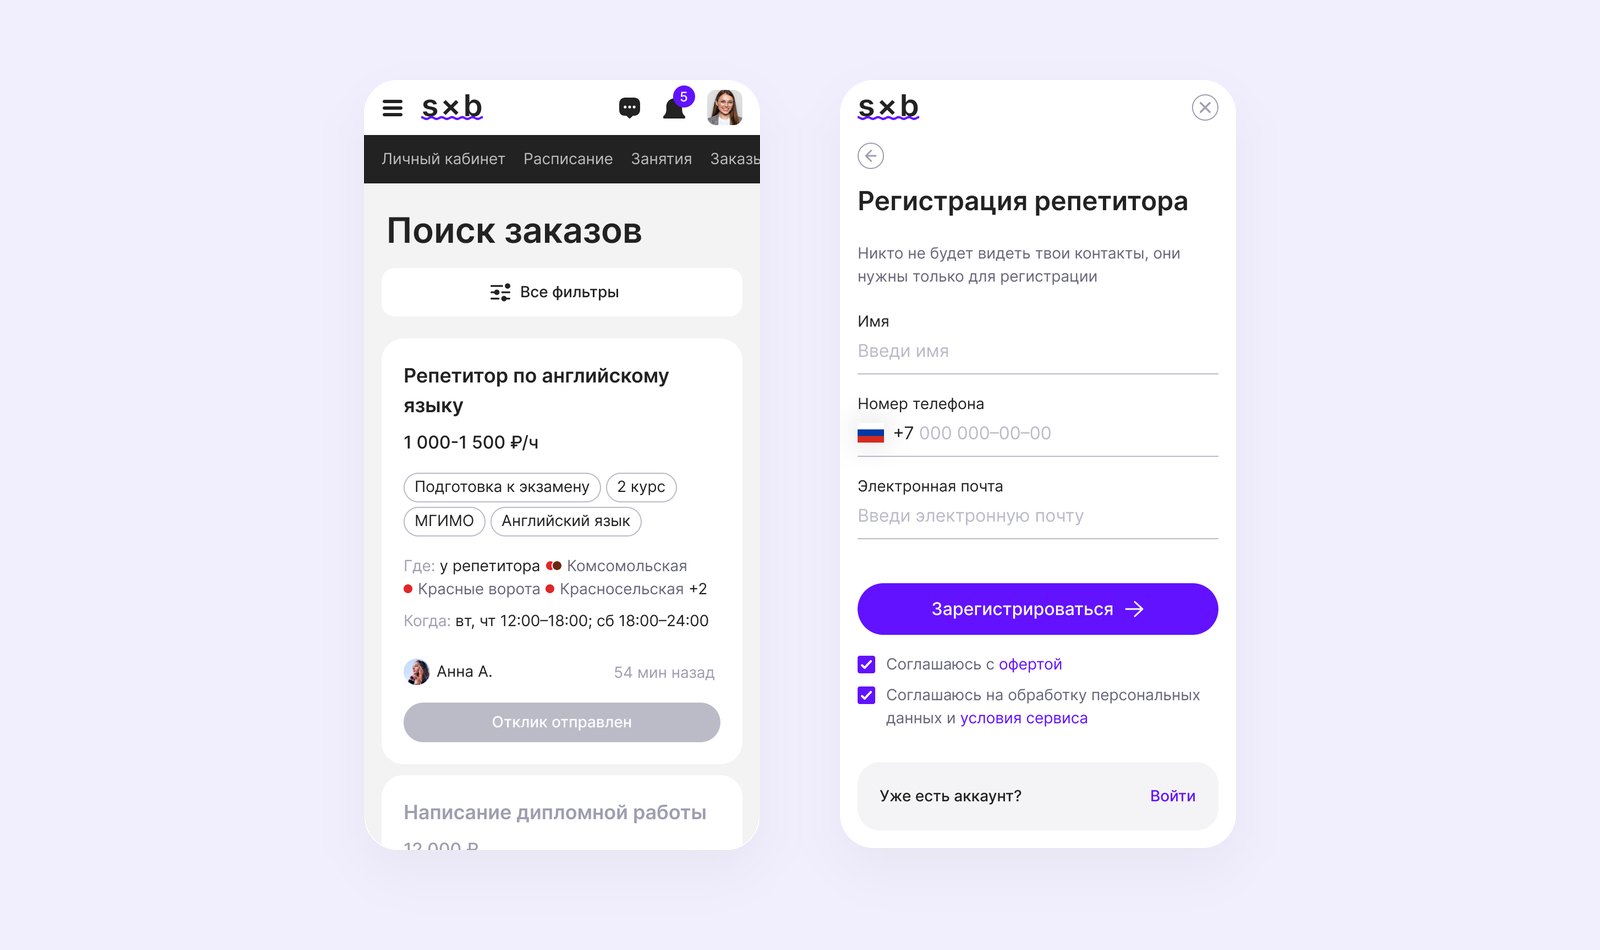 s×b
5
Личный кабинет Расписание Занятия Заказы
Поиск заказов
Все фильтры
Репетитор по английскому
языку
1 000-1 500 ₽/ч
Подготовка к экзамену 2 курс
МГИМО Английский язык
Где: у репетитора Комсомольская
Красные ворота Красносельская +2
Когда: вт, чт 12:00–18:00; сб 18:00–24:00
Анна А. 54 мин назад
Отклик отправлен
Написание дипломной работы
12 000 ₽
s×b
Регистрация репетитора
Никто не будет видеть твои контакты, они
нужны только для регистрации
Имя
Введи имя
Номер телефона
+7 000 000–00–00
Электронная почта
Введи электронную почту
Зарегистрироваться
Соглашаюсь с офертой
Соглашаюсь на обработку персональных
данных и условия сервиса
Уже есть аккаунт? Войти